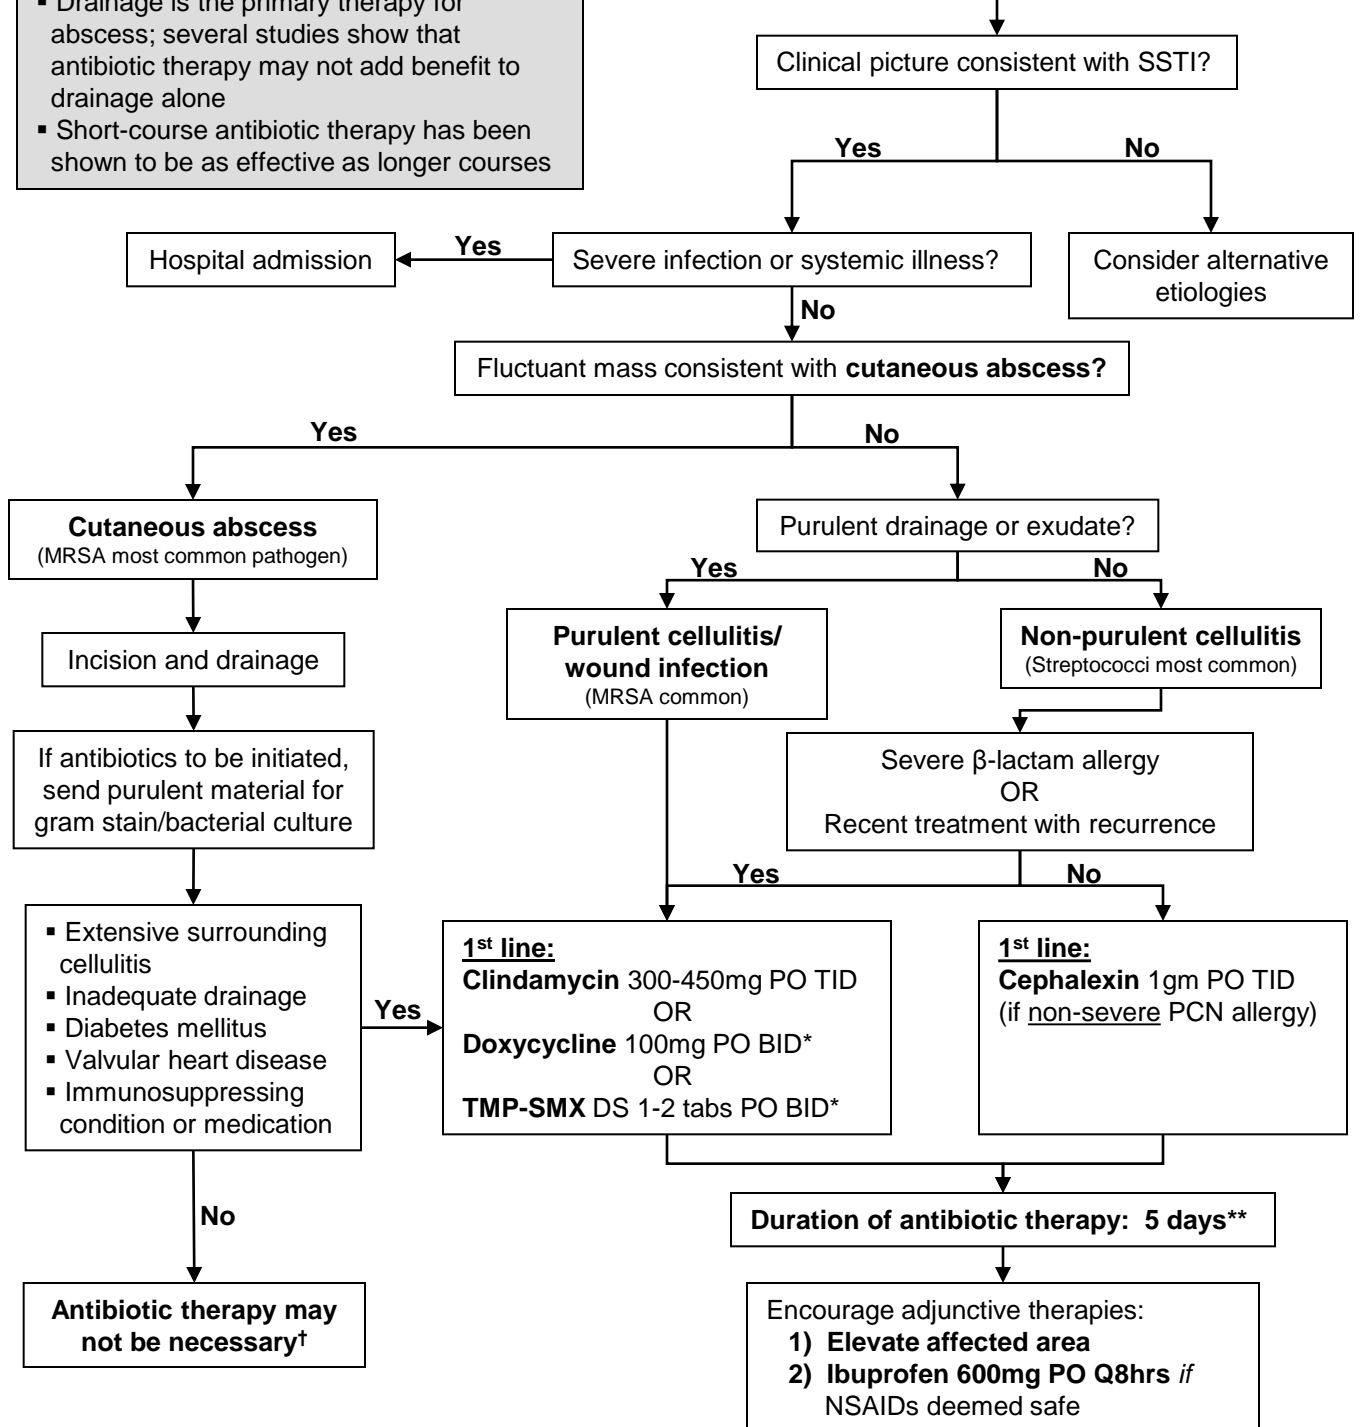 ▪ Drainage is the primary therapy for
abscess; several studies show that
antibiotic therapy may not add benefit to
drainage alone
▪ Short-course antibiotic therapy has been
shown to be as effective as longer courses
Clinical picture consistent with SSTI?
Yes
No
Hospital admission
Yes
Severe infection or systemic illness?
Consider alternative
etiologies
No
Fluctuant mass consistent with cutaneous abscess?
Yes
No
Cutaneous abscess
(MRSA most common pathogen)
Purulent drainage or exudate?
Yes
No
Incision and drainage
Purulent cellulitis/
wound infection
(MRSA common)
Non-purulent cellulitis
(Streptococci most common)
If antibiotics to be initiated,
send purulent material for
gram stain/bacterial culture
Severe β-lactam allergy
OR
Recent treatment with recurrence
Yes
No
▪ Extensive surrounding
cellulitis
▪ Inadequate drainage
▪ Diabetes mellitus
▪ Valvular heart disease
▪ Immunosuppressing
condition or medication
Yes
1st line:
Clindamycin 300-450mg PO TID
OR
Doxycycline 100mg PO BID*
OR
TMP-SMX DS 1-2 tabs PO BID*
1st line:
Cephalexin 1gm PO TID
(if non-severe PCN allergy)
No
Duration of antibiotic therapy: 5 days**
Antibiotic therapy may
not be necessary†
Encourage adjunctive therapies:
1) Elevate affected area
2) Ibuprofen 600mg PO Q8hrs if
NSAIDs deemed safe